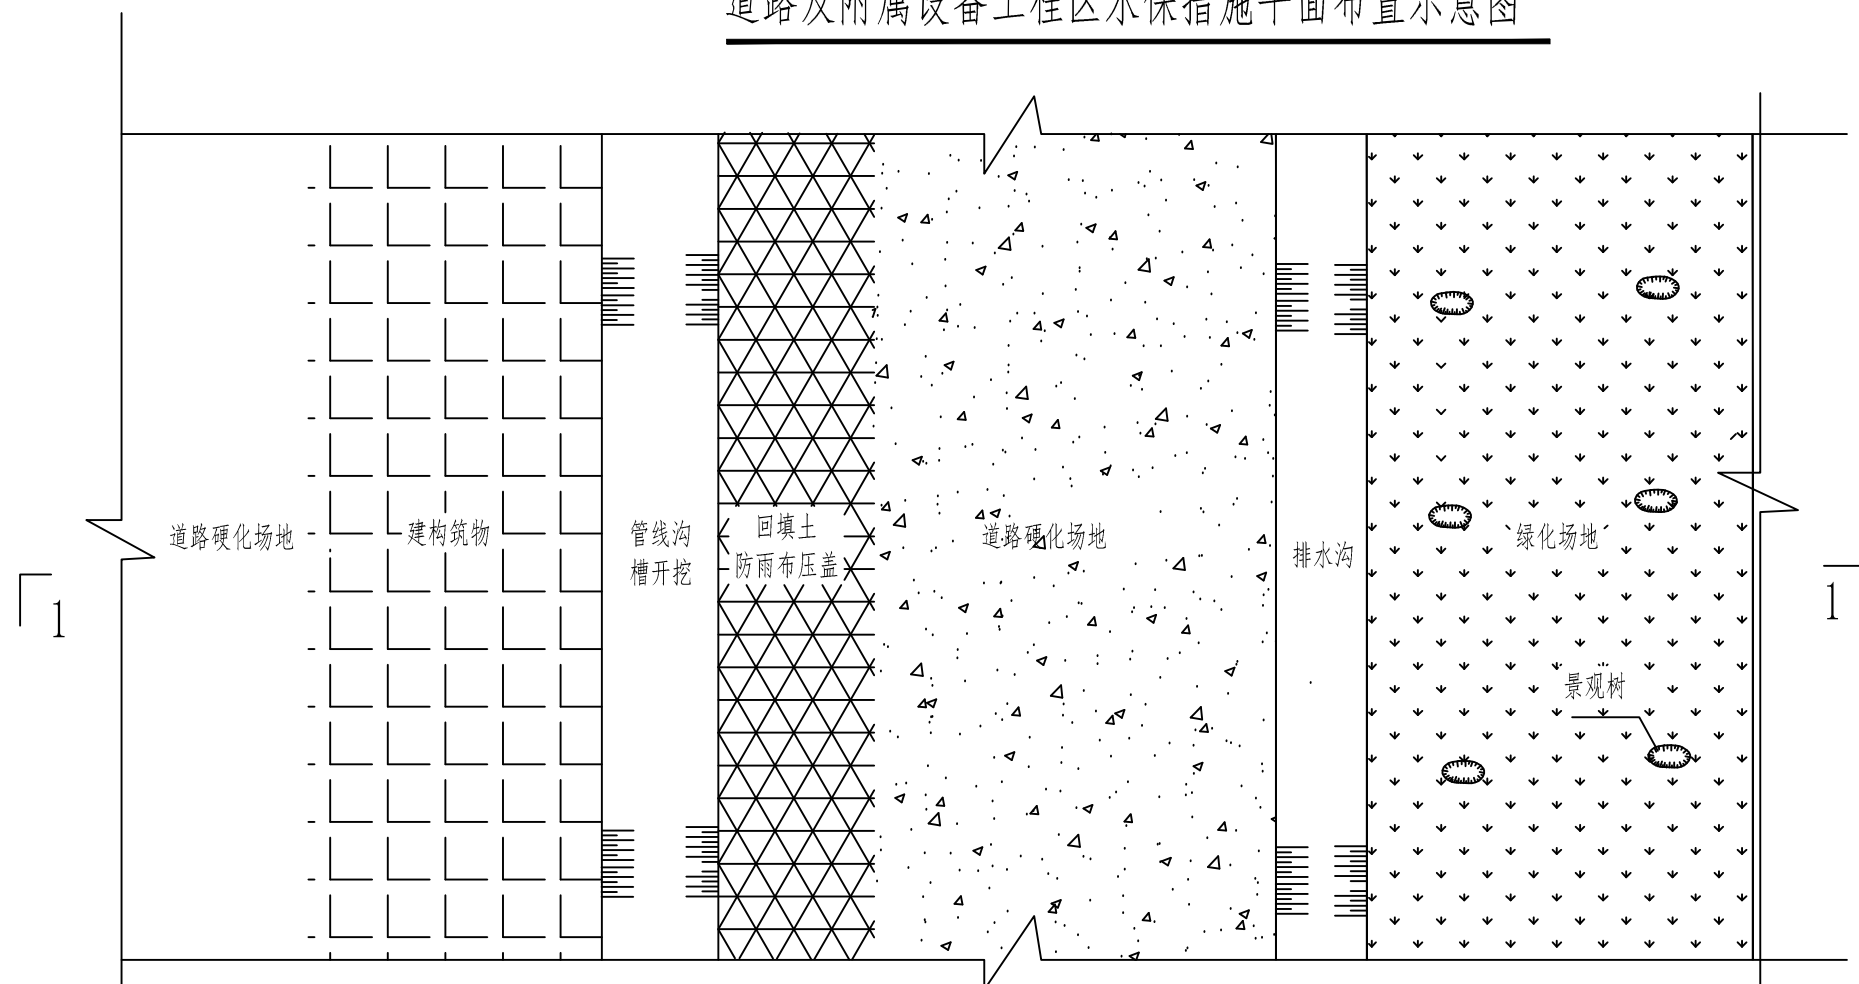 道路及附属设备工程区水保措施平面布置示意图
道路硬化场地
建构筑物
管线沟
槽开挖
回填土
防雨布压盖
道路硬化场地
排水沟
绿化场地
景观树
1
1